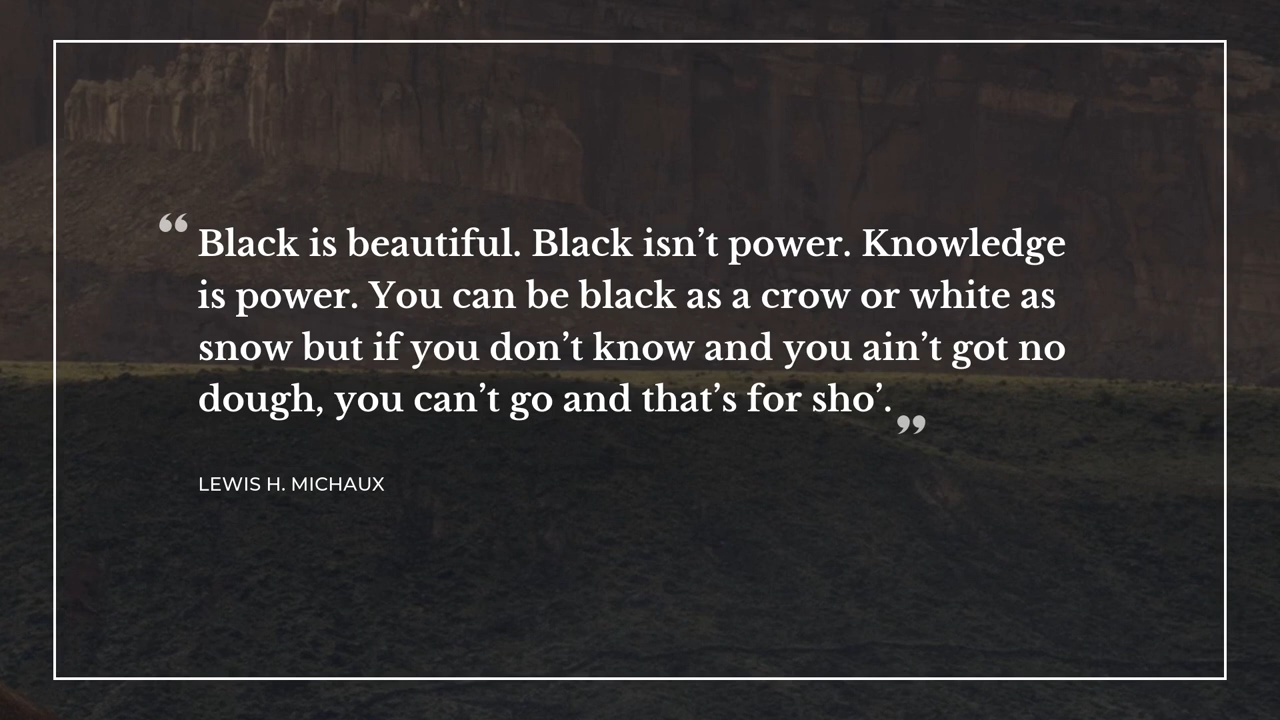 “Black is beautiful. Black isn’t power. Knowledge
is power. You can be black as a crow or white as
snow but if you don’t know and you ain’t got no
dough, you can’t go and that’s for sho’.”
LEWIS H. MICHAUX